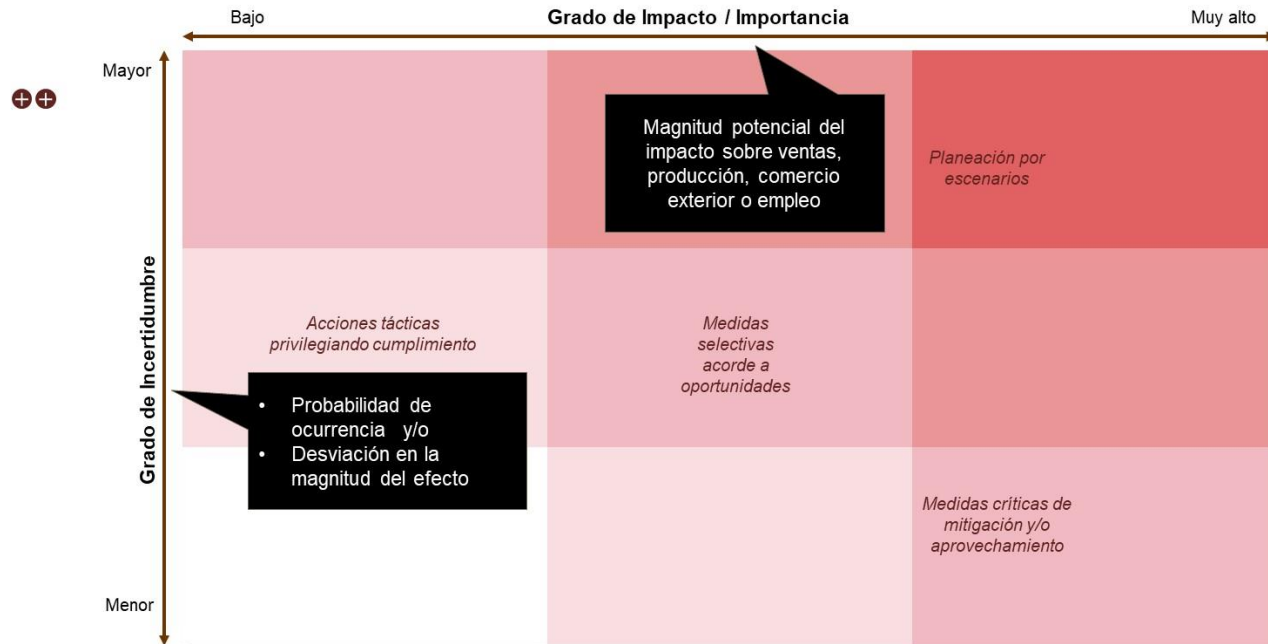 Bajo
Grado de Impacto / Importancia
Muy alto
Mayor
Magnitud potencial del
impacto sobre ventas,
producción, comercio
exterior o empleo
Planeación por
escenarios
Grado de Incertidumbre
Acciones tácticas
privilegiando cumplimiento
Medidas
selectivas
acorde a
oportunidades
• Probabilidad de
ocurrencia y/o
• Desviación en la
magnitud del efecto
Medidas críticas de
mitigación y/o
aprovechamiento
Menor